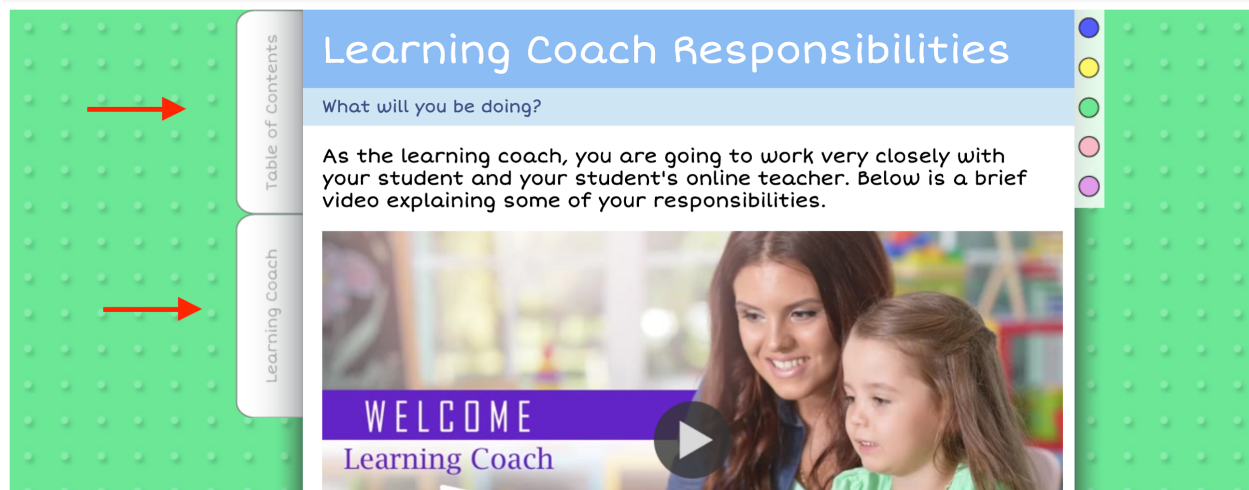 Table of Contents
Learning Coach
Learning Coach Responsibilities
What will you be doing?
As the learning coach, you are going to work very closely with
your student and your student's online teacher. Below is a brief
video explaining some of your responsibilities.
WELCOME
Learning Coach